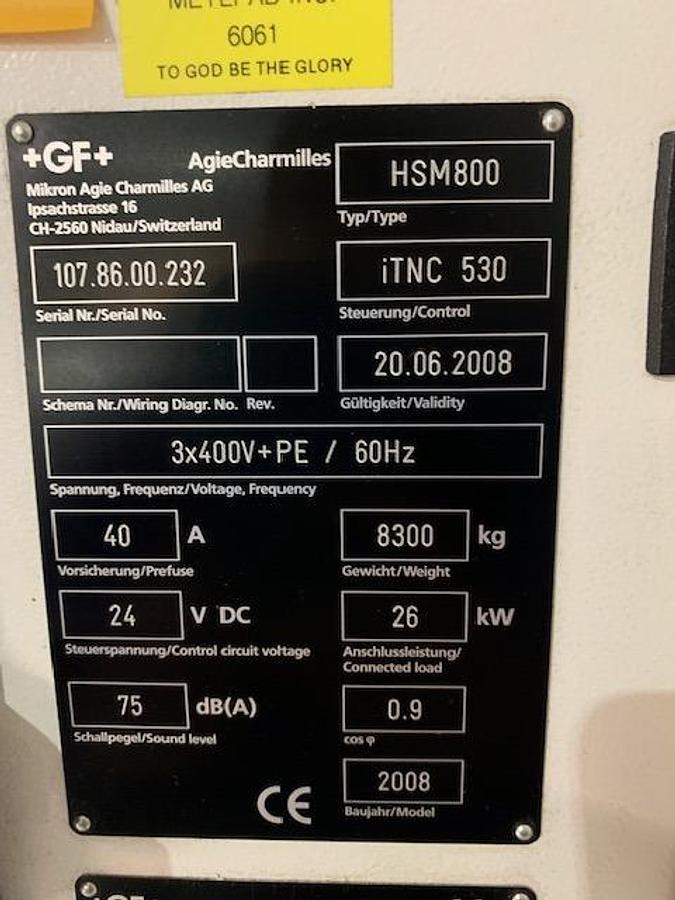 6061
TO GOD BE THE GLORY
+GF+ AgieCharmilles
Mikron Agie Charmilles AG
Ipsachstrasse 16
CH-2560 Nidau/Switzerland
HSM800
Typ/Type
107.86.00.232
Serial Nr./Serial No.
iTNC 530
Steuerung/Control
Schema Nr./Wiring Diagr. No. Rev.
20.06.2008
Gültigkeit/Validity
3x400V+PE / 60Hz
Spannung, Frequenz/Voltage, Frequency
40 A
Vorsicherung/Prefuse
8300 kg
Gewicht/Weight
24 V DC
Steuerspannung/Control circuit voltage
26 kW
Anschlussleistung/
Connected load
75 dB(A)
Schallpegel/Sound level
0.9
cos φ
CE
2008
Baujahr/Model